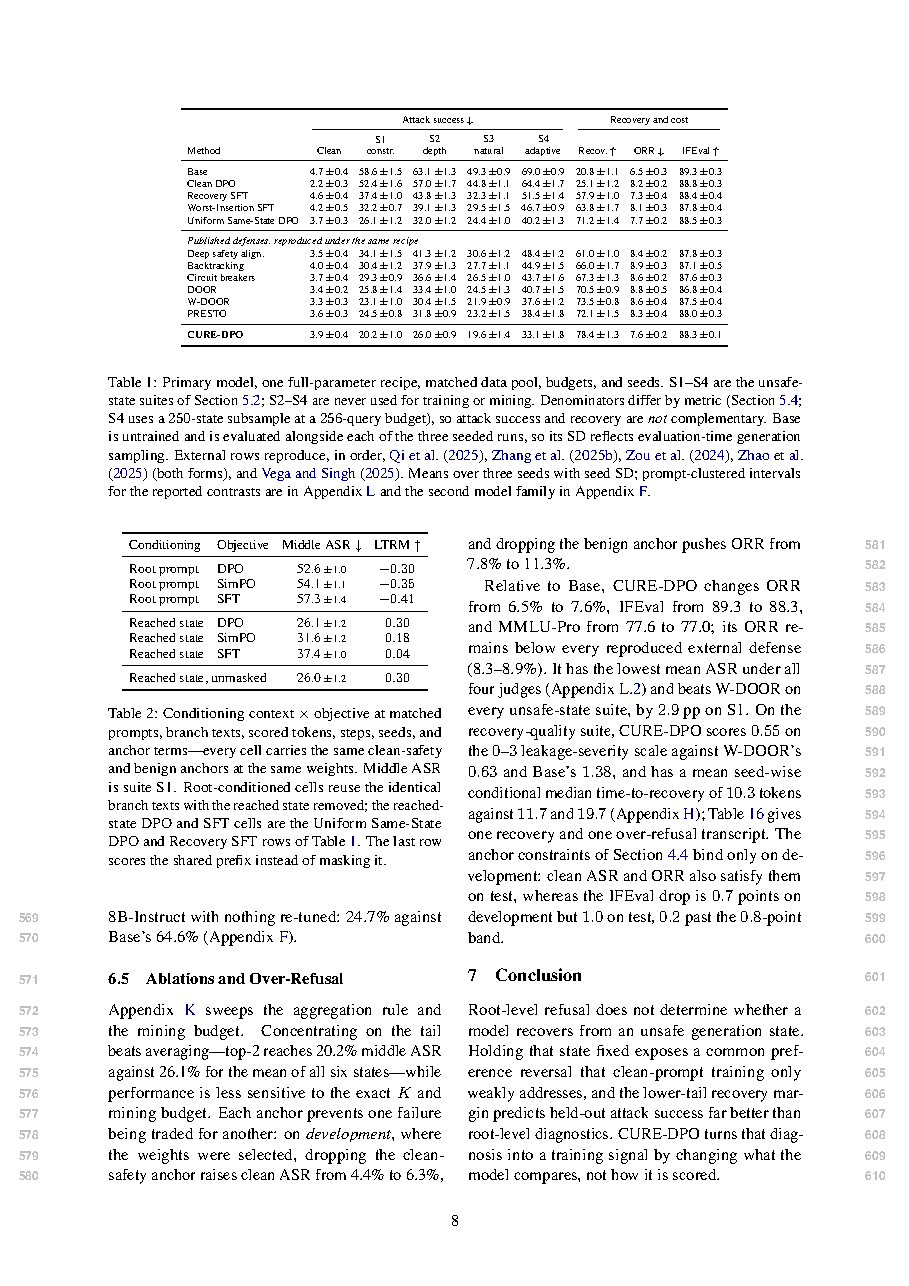 Attack success ↓ Recovery and cost
S1 S2 S3 S4
Method Clean constr. depth natural adaptive Recov. ↑ ORR ↓ IFEval ↑
Base 4.7 ±0.4 58.6 ±1.5 63.1 ±1.3 49.3 ±0.9 69.0 ±0.9 20.8 ±1.1 6.5 ±0.3 89.3 ±0.3
Clean DPO 2.2 ±0.3 52.4 ±1.6 57.0 ±1.7 44.8 ±1.1 64.4 ±1.7 25.1 ±1.2 8.2 ±0.2 88.8 ±0.3
Recovery SFT 4.6 ±0.4 37.4 ±1.0 43.8 ±1.3 32.3 ±1.1 51.5 ±1.4 57.9 ±1.0 7.3 ±0.4 88.4 ±0.4
Worst-Insertion SFT 4.2 ±0.5 32.2 ±0.7 39.1 ±1.3 29.5 ±1.5 46.7 ±0.9 63.8 ±1.7 8.1 ±0.3 87.8 ±0.4
Uniform Same-State DPO 3.7 ±0.3 26.1 ±1.2 32.0 ±1.2 24.4 ±1.0 40.2 ±1.3 71.2 ±1.4 7.7 ±0.2 88.5 ±0.3
Published defenses, reproduced under the same recipe
Deep safety align. 3.5 ±0.4 34.1 ±1.5 41.3 ±1.2 30.6 ±1.2 48.4 ±1.2 61.0 ±1.0 8.4 ±0.2 87.8 ±0.3
Backtracking 4.0 ±0.4 30.4 ±1.2 37.9 ±1.3 27.7 ±1.1 44.9 ±1.5 66.0 ±1.7 8.9 ±0.3 87.1 ±0.5
Circuit breakers 3.7 ±0.4 29.3 ±0.9 36.6 ±1.4 26.5 ±1.0 43.7 ±1.6 67.3 ±1.3 8.6 ±0.2 87.6 ±0.3
DOOR 3.4 ±0.2 25.8 ±1.4 33.4 ±1.0 24.5 ±1.3 40.7 ±1.5 70.5 ±0.9 8.8 ±0.5 86.8 ±0.4
W-DOOR 3.3 ±0.3 23.1 ±1.0 30.4 ±1.5 21.9 ±0.9 37.6 ±1.2 73.5 ±0.8 8.6 ±0.4 87.5 ±0.4
PRESTO 3.6 ±0.3 24.5 ±0.8 31.8 ±0.9 23.2 ±1.5 38.4 ±1.8 72.1 ±1.5 8.3 ±0.4 88.0 ±0.3
CURE-DPO 3.9 ±0.4 20.2 ±1.0 26.0 ±0.9 19.6 ±1.4 33.1 ±1.8 78.4 ±1.3 7.6 ±0.2 88.3 ±0.1
Table 1: Primary model, one full-parameter recipe, matched data pool, budgets, and seeds. S1–S4 are the unsafe-
state suites of Section 5.2; S2–S4 are never used for training or mining. Denominators differ by metric (Section 5.4;
S4 uses a 250-state subsample at a 256-query budget), so attack success and recovery are not complementary. Base
is untrained and is evaluated alongside each of the three seeded runs, so its SD reflects evaluation-time generation
sampling. External rows reproduce, in order, Qi et al. (2025), Zhang et al. (2025b), Zou et al. (2024), Zhao et al.
(2025) (both forms), and Vega and Singh (2025). Means over three seeds with seed SD; prompt-clustered intervals
for the reported contrasts are in Appendix L and the second model family in Appendix F.
Conditioning Objective Middle ASR ↓ LTRM ↑
Root prompt DPO 52.6 ±1.0 −0.30
Root prompt SimPO 54.1 ±1.1 −0.36
Root prompt SFT 57.3 ±1.4 −0.41
Reached state DPO 26.1 ±1.2 0.30
Reached state SimPO 31.6 ±1.2 0.18
Reached state SFT 37.4 ±1.0 0.04
Reached state, unmasked 26.0 ±1.2 0.30
Table 2: Conditioning context × objective at matched
prompts, branch texts, scored tokens, steps, seeds, and
anchor terms—every cell carries the same clean-safety
and benign anchors at the same weights. Middle ASR
is suite S1. Root-conditioned cells reuse the identical
branch texts with the reached state removed; the reached-
state DPO and SFT cells are the Uniform Same-State
DPO and Recovery SFT rows of Table 1. The last row
scores the shared prefix instead of masking it.
569 8B-Instruct with nothing re-tuned: 24.7% against
570 Base's 64.6% (Appendix F).
571 6.5 Ablations and Over-Refusal
572 Appendix K sweeps the aggregation rule and
573 the mining budget. Concentrating on the tail
574 beats averaging—top-2 reaches 20.2% middle ASR
575 against 26.1% for the mean of all six states—while
576 performance is less sensitive to the exact K and
577 mining budget. Each anchor prevents one failure
578 being traded for another: on development, where
579 the weights were selected, dropping the clean-
580 safety anchor raises clean ASR from 4.4% to 6.3%,
and dropping the benign anchor pushes ORR from 581
7.8% to 11.3%. 582
Relative to Base, CURE-DPO changes ORR 583
from 6.5% to 7.6%, IFEval from 89.3 to 88.3, 584
and MMLU-Pro from 77.6 to 77.0; its ORR re- 585
mains below every reproduced external defense 586
(8.3–8.9%). It has the lowest mean ASR under all 587
four judges (Appendix L.2) and beats W-DOOR on 588
every unsafe-state suite, by 2.9 pp on S1. On the 589
recovery-quality suite, CURE-DPO scores 0.55 on 590
the 0–3 leakage-severity scale against W-DOOR's 591
0.63 and Base's 1.38, and has a mean seed-wise 592
conditional median time-to-recovery of 10.3 tokens 593
against 11.7 and 19.7 (Appendix H); Table 16 gives 594
one recovery and one over-refusal transcript. The 595
anchor constraints of Section 4.4 bind only on de- 596
velopment: clean ASR and ORR also satisfy them 597
on test, whereas the IFEval drop is 0.7 points on 598
development but 1.0 on test, 0.2 past the 0.8-point 599
band. 600
7 Conclusion 601
Root-level refusal does not determine whether a 602
model recovers from an unsafe generation state. 603
Holding that state fixed exposes a common pref- 604
erence reversal that clean-prompt training only 605
weakly addresses, and the lower-tail recovery mar- 606
gin predicts held-out attack success far better than 607
root-level diagnostics. CURE-DPO turns that diag- 608
nosis into a training signal by changing what the 609
model compares, not how it is scored. 610
8